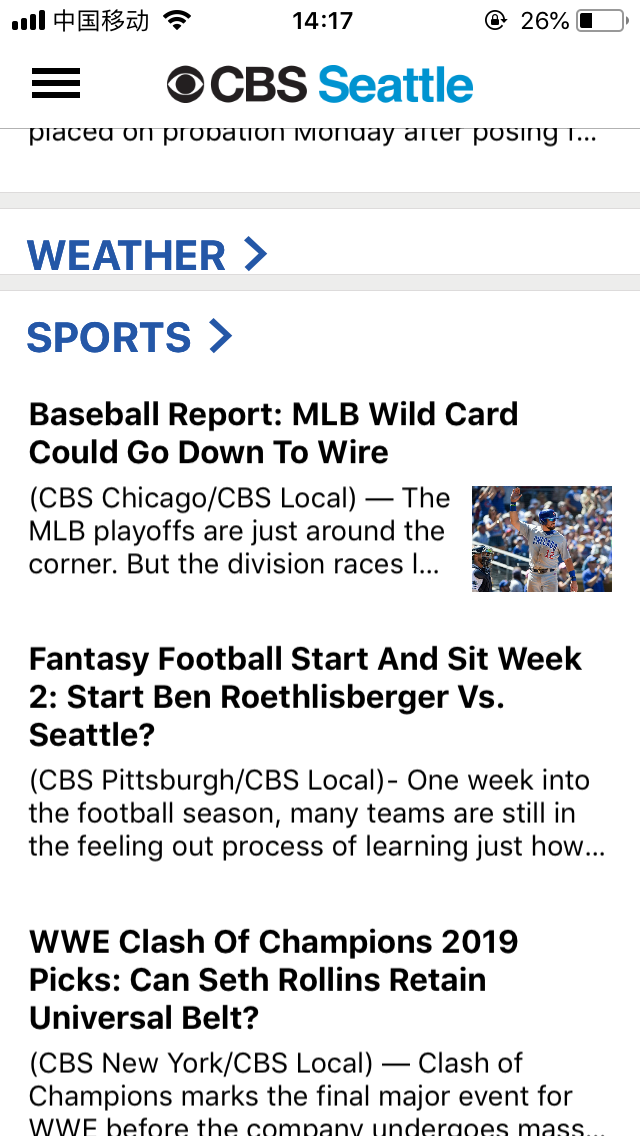 中国移动
14:17
26%
CBS Seattle
placed on probation Monday after posing f...
WEATHER
SPORTS
Baseball Report: MLB Wild Card
Could Go Down To Wire
(CBS Chicago/CBS Local) — The
MLB playoffs are just around the
corner. But the division races l...
Fantasy Football Start And Sit Week
2: Start Ben Roethlisberger Vs.
Seattle?
(CBS Pittsburgh/CBS Local)- One week into
the football season, many teams are still in
the feeling out process of learning just how...
WWE Clash Of Champions 2019
Picks: Can Seth Rollins Retain
Universal Belt?
(CBS New York/CBS Local) — Clash of
Champions marks the final major event for
WWE before the company undergoes mass...